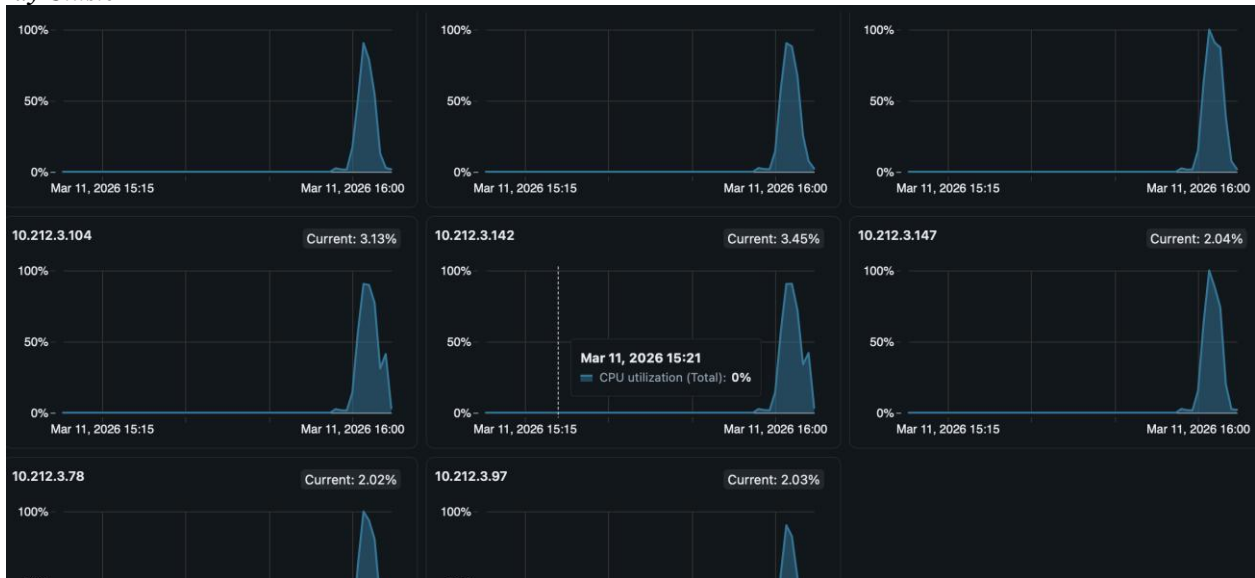 100%
100%
100%
50%
50%
50%
0%
0%
0%
Mar 11, 2026 15:15
Mar 11, 2026 16:00
Mar 11, 2026 15:15
Mar 11, 2026 16:00
Mar 11, 2026 15:15
Mar 11, 2026 16:00
10.212.3.104
Current: 3.13%
10.212.3.142
Current: 3.45%
10.212.3.147
Current: 2.04%
100%
100%
100%
50%
50%
50%
Mar 11, 2026 15:21
CPU utilization (Total): 0%
0%
0%
0%
Mar 11, 2026 15:15
Mar 11, 2026 16:00
Mar 11, 2026 15:15
Mar 11, 2026 16:00
Mar 11, 2026 15:15
Mar 11, 2026 16:00
10.212.3.78
Current: 2.02%
10.212.3.97
Current: 2.03%
100%
100%